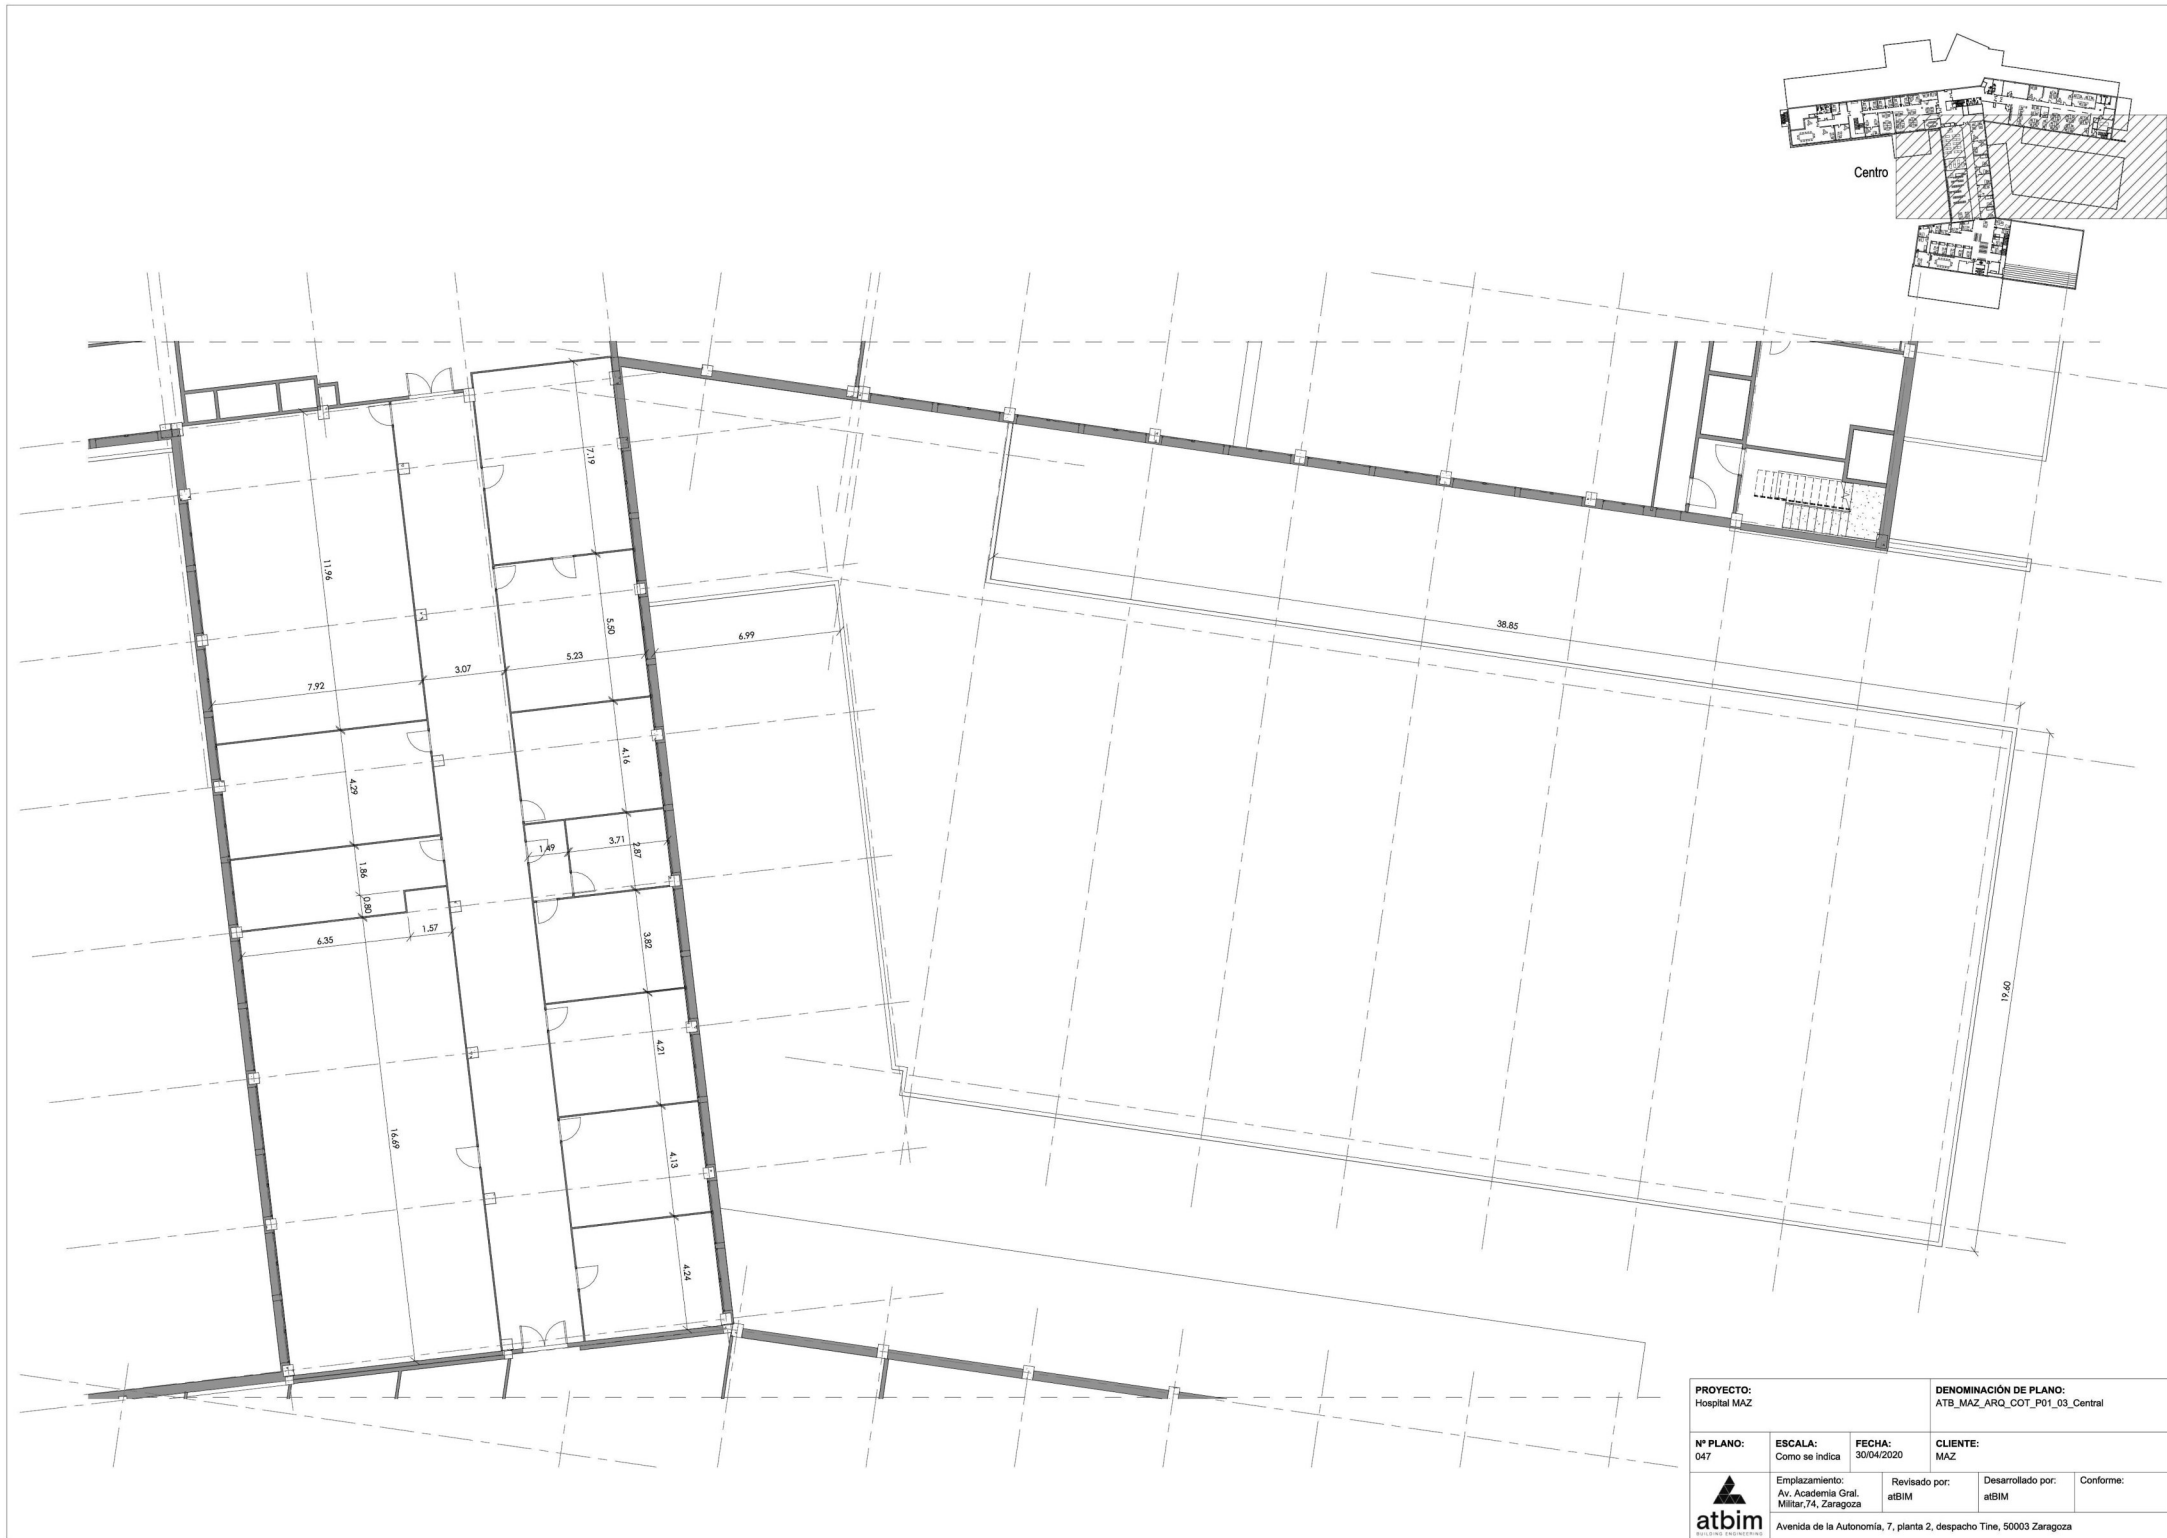 Centro
7.19
11.96
5.50
6.99
38.85
5.23
3.07
7.92
4.16
4.29
3.71
1.49
2.87
1.86
0.80
1.57
6.35
3.82
19.60
4.21
16.69
4.13
4.24
PROYECTO:
Hospital MAZ
DENOMINACIÓN DE PLANO:
ATB_MAZ_ARQ_COT_P01_03_Central
Nº PLANO:
047
ESCALA:
Como se indica
FECHA:
30/04/2020
CLIENTE:
MAZ
Emplazamiento:
Av. Academia Gral.
Militar,74, Zaragoza
Revisado por:
atBIM
Desarrollado por:
atBIM
Conforme:
atbim
BUILDING ENGINEERING
Avenida de la Autonomía, 7, planta 2, despacho Tine, 50003 Zaragoza